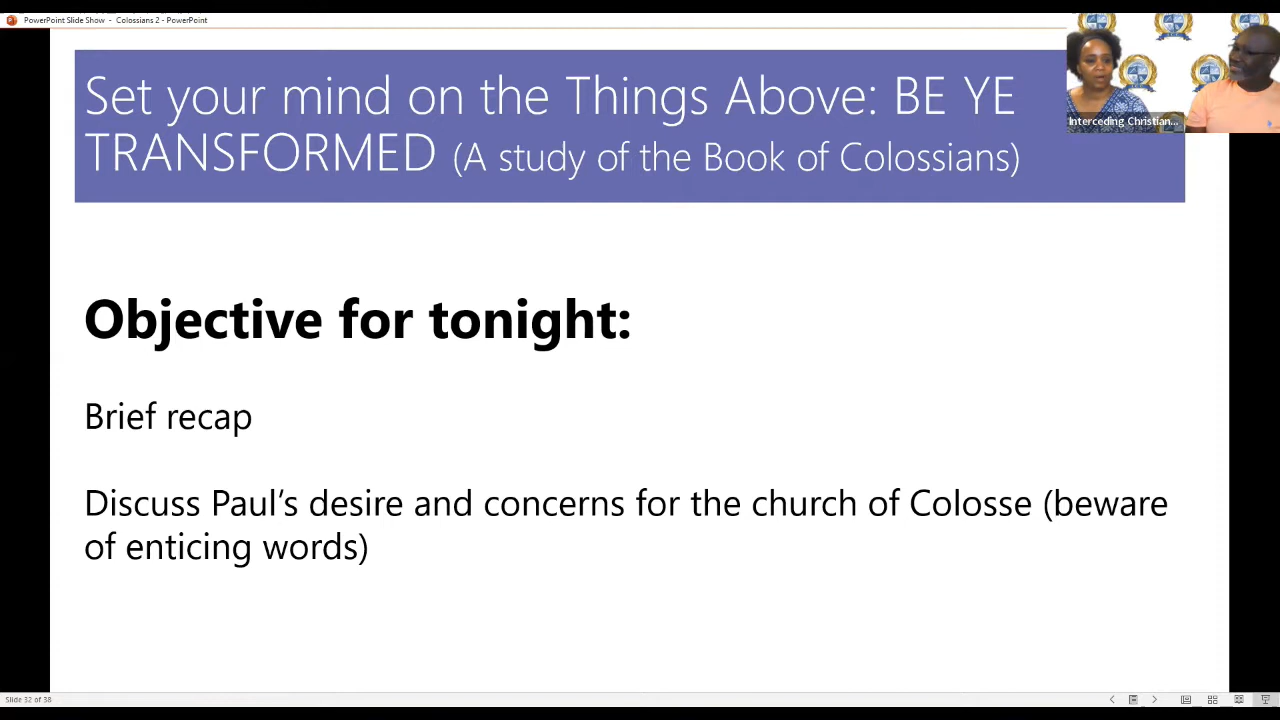 PowerPoint Slide Show - Colossians 2 - PowerPoint
Set your mind on the Things Above: BE YE
TRANSFORMED (A study of the Book of Colossians)
Interceding Christian...
Objective for tonight:
Brief recap
Discuss Paul's desire and concerns for the church of Colosse (beware
of enticing words)
Slide 32 of 38